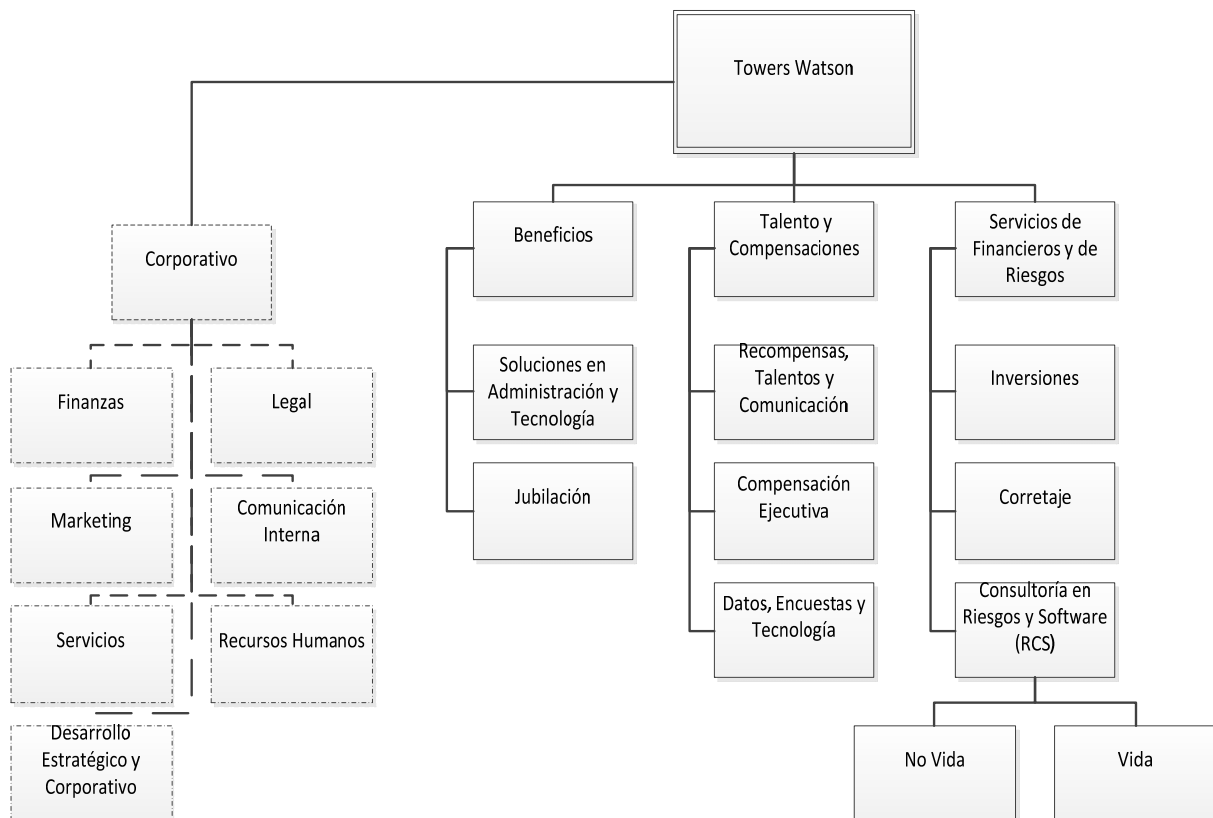 Towers Watson
Corporativo
Finanzas
Legal
Marketing
Comunicación
Interna
Servicios
Recursos Humanos
Desarrollo
Estratégico y
Corporativo
Beneficios
Soluciones en
Administración y
Tecnología
Jubilación
Talento y
Compensaciones
Recompensas,
Talentos y
Comunicación
Compensación
Ejecutiva
Datos, Encuestas y
Tecnología
Servicios de
Financieros y de
Riesgos
Inversiones
Corretaje
Consultoría en
Riesgos y Software
(RCS)
No Vida
Vida